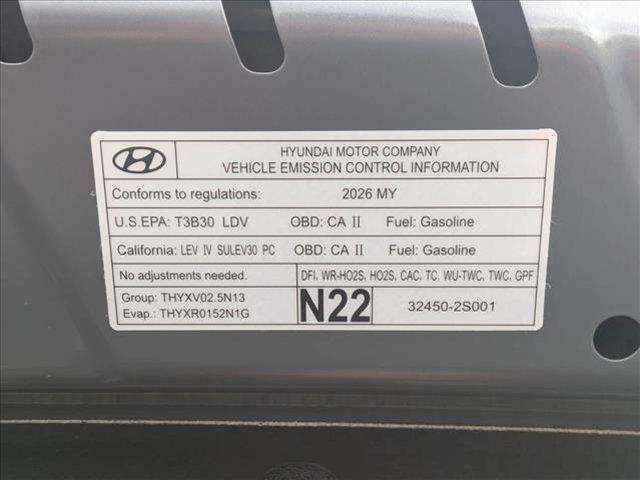 HYUNDAI MOTOR COMPANY
VEHICLE EMISSION CONTROL INFORMATION
Conforms to regulations: 2026 MY
U.S.EPA: T3B30 LDV OBD: CA II Fuel: Gasoline
California: LEV IV SULEV30 PC OBD: CA II Fuel: Gasoline
No adjustments needed. DFI, WR-HO2S, HO2S, CAC, TC, WU-TWC, TWC, GPF
Group: THYXV02.5N13 N22 32450-2S001
Evap.: THYXR0152N1G